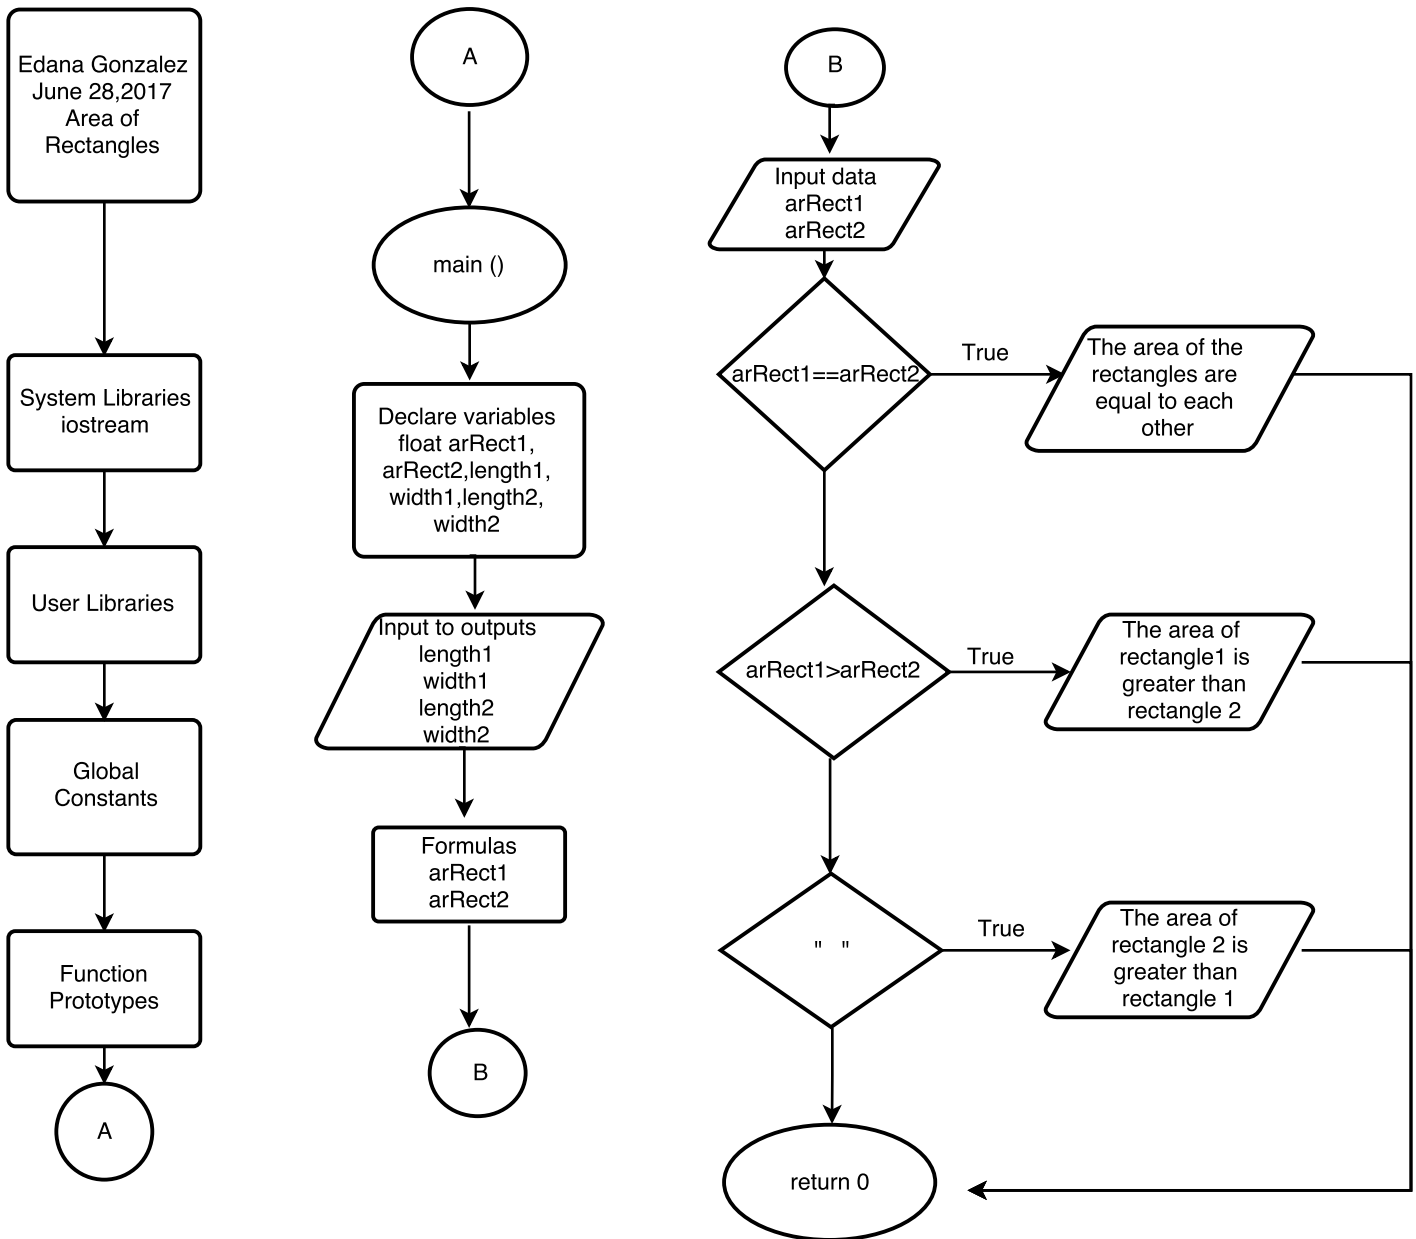 Edana Gonzalez
June 28,2017
Area of
Rectangles
System Libraries
iostream
User Libraries
Global
Constants
Function
Prototypes
A
A
main ()
Declare variables
float arRect1,
arRect2,length1,
width1,length2,
width2
Input to outputs
length1
width1
length2
width2
Formulas
arRect1
arRect2
B
B
Input data
arRect1
arRect2
arRect1==arRect2
True
The area of the
rectangles are
equal to each
other
arRect1>arRect2
True
The area of
rectangle1 is
greater than
rectangle 2
" "
True
The area of
rectangle 2 is
greater than
rectangle 1
return 0